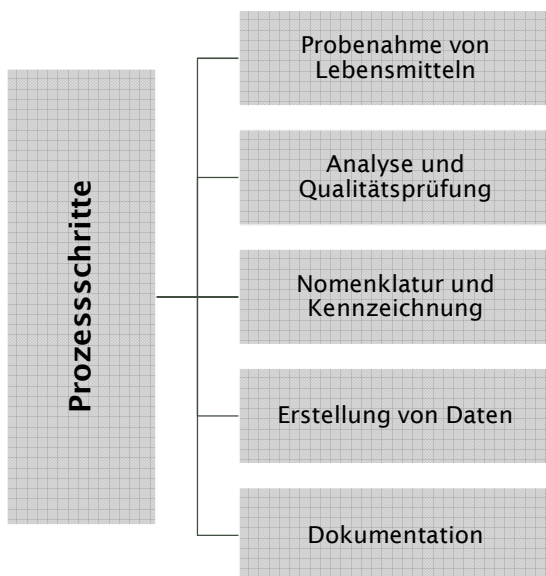 Prozessschritte
Probenahme von
Lebensmitteln
Analyse und
Qualitätsprüfung
Nomenklatur und
Kennzeichnung
Erstellung von Daten
Dokumentation